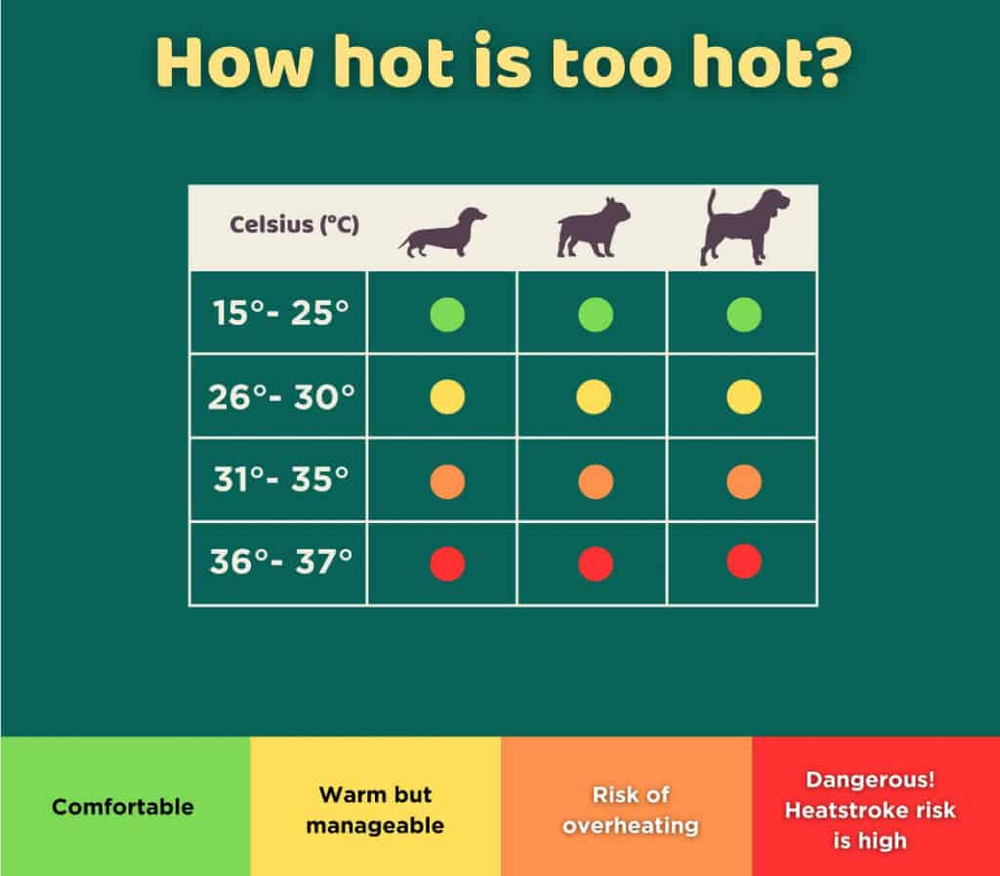 How hot is too hot?
Celsius (°C)
15°- 25°
26°- 30°
31°- 35°
36°- 37°
Comfortable
Warm but
manageable
Risk of
overheating
Dangerous!
Heatstroke risk
is high